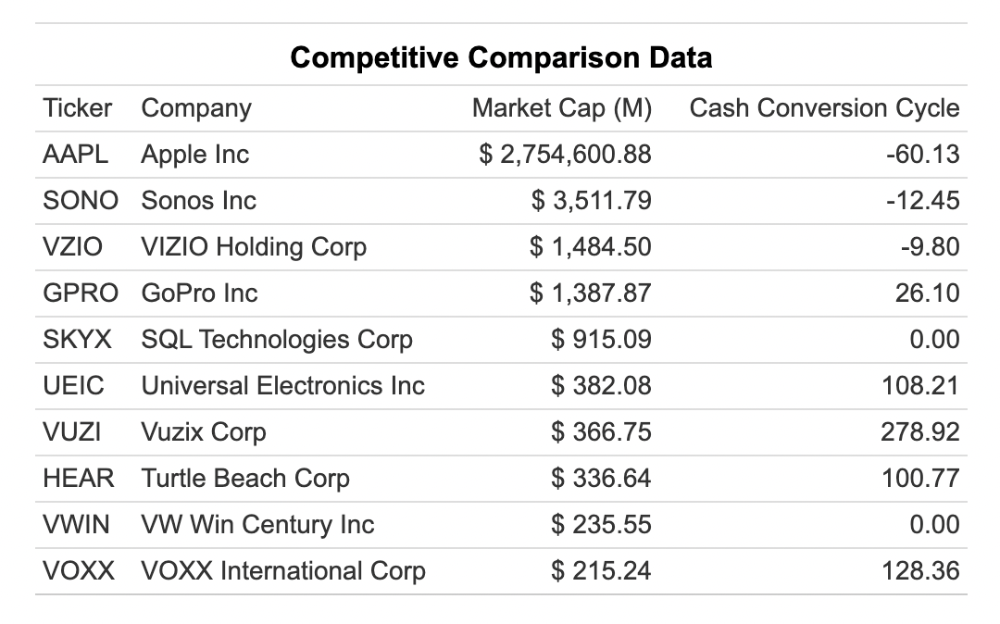 Competitive Comparison Data
Ticker Company Market Cap (M) Cash Conversion Cycle
AAPL Apple Inc $ 2,754,600.88 -60.13
SONO Sonos Inc $ 3,511.79 -12.45
VZIO VIZIO Holding Corp $ 1,484.50 -9.80
GPRO GoPro Inc $ 1,387.87 26.10
SKYX SQL Technologies Corp $ 915.09 0.00
UEIC Universal Electronics Inc $ 382.08 108.21
VUZI Vuzix Corp $ 366.75 278.92
HEAR Turtle Beach Corp $ 336.64 100.77
VWIN VW Win Century Inc $ 235.55 0.00
VOXX VOXX International Corp $ 215.24 128.36